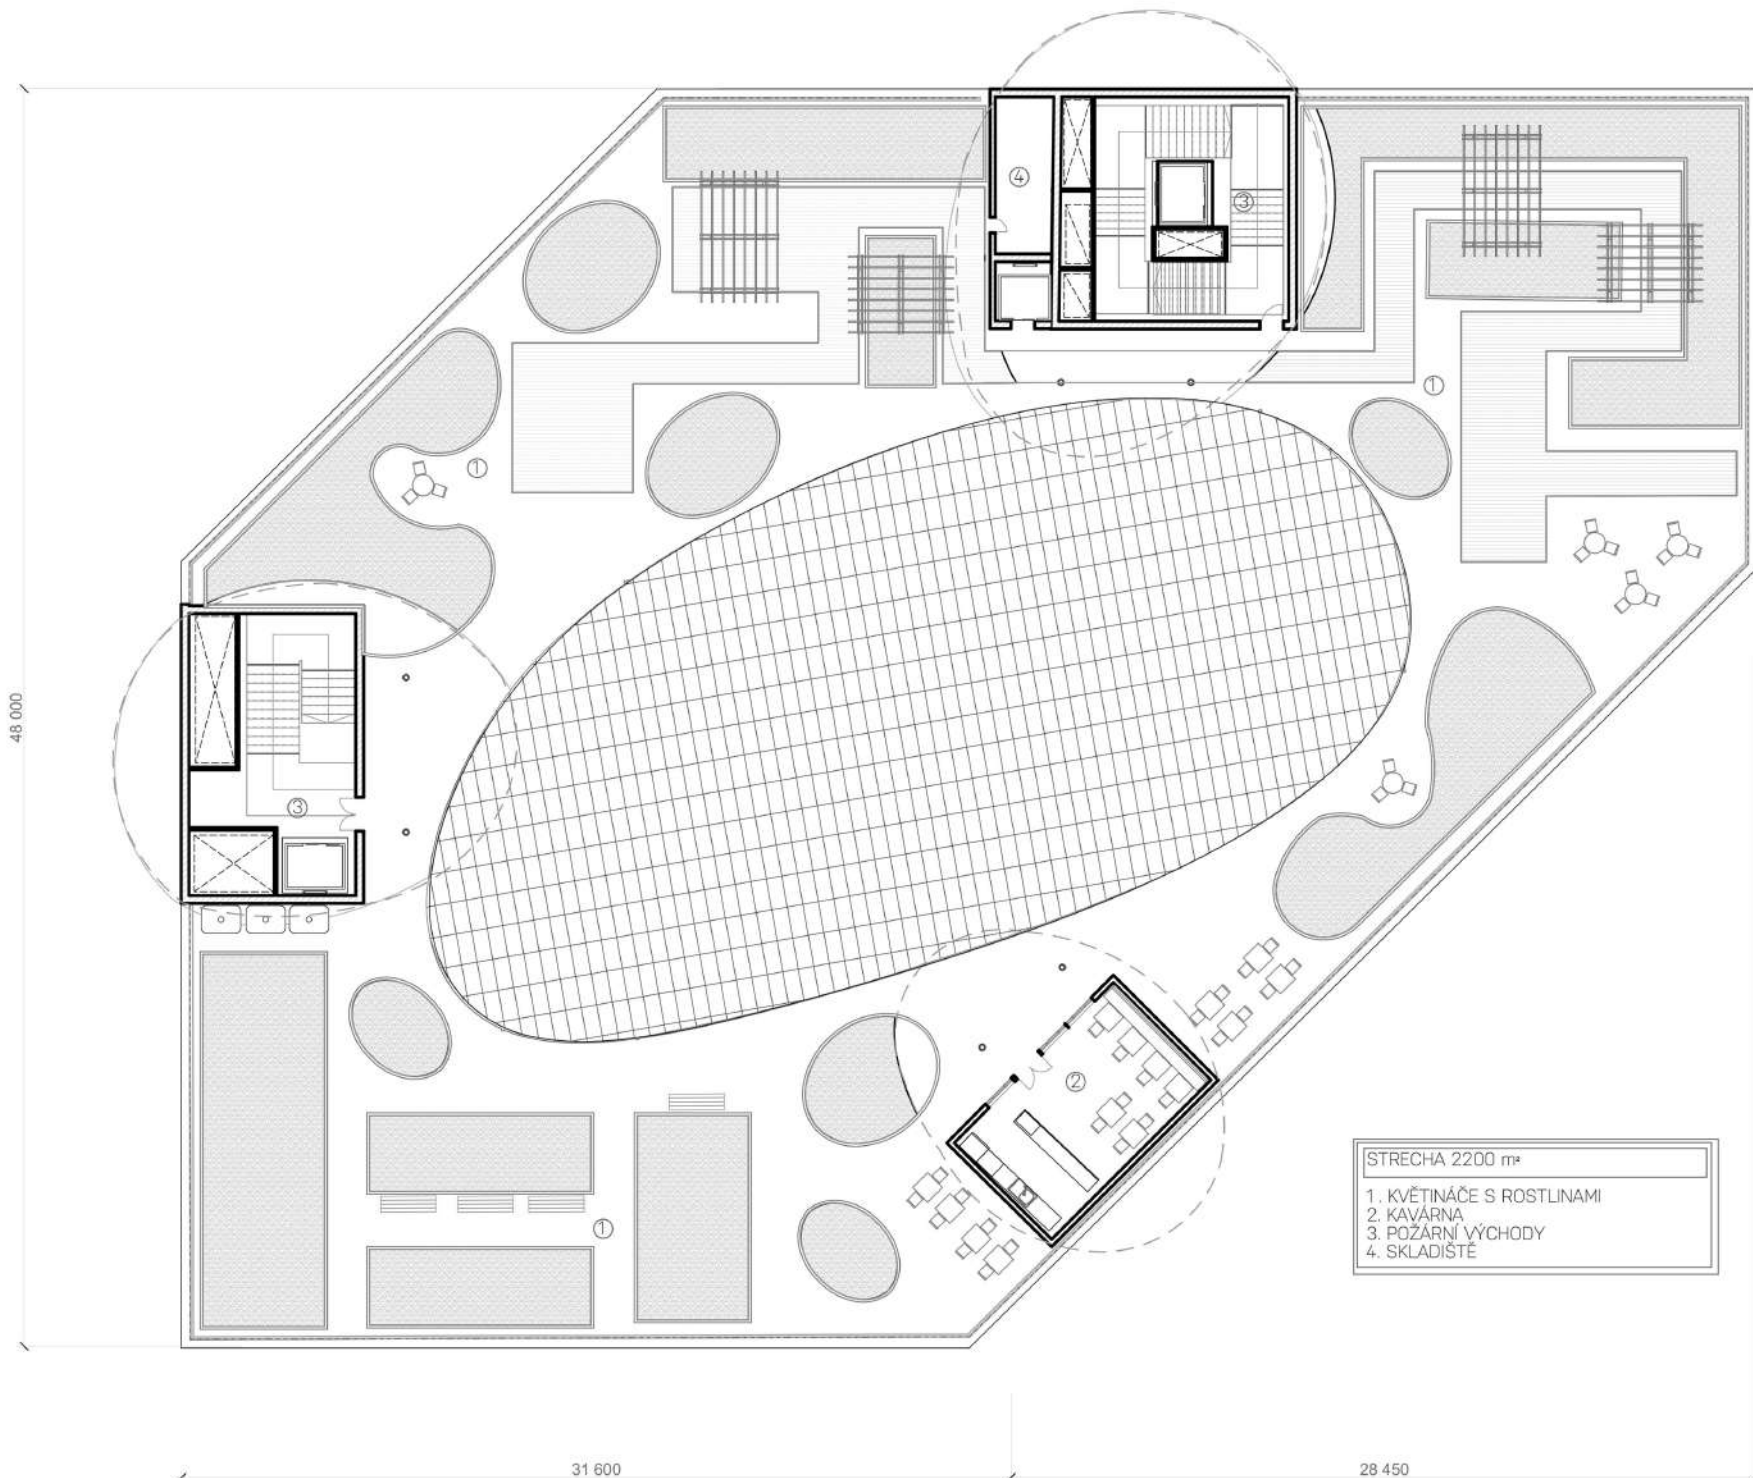 ④
③
①
①
48 000
③
②
①
STRECHA 2200 m²
1. KVĚTINÁČE S ROSTLINAMI
2. KAVÁRNA
3. POŽÁRNÍ VÝCHODY
4. SKLADIŠTĚ
31 600
28 450